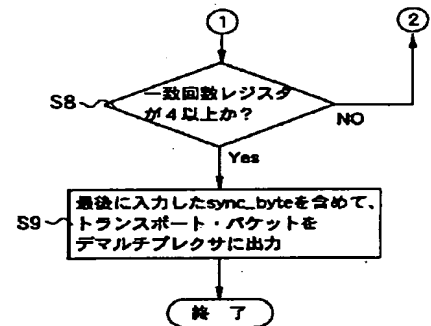 1
2
S8
一致回数レジスタ
が4以上か?
NO
Yes
S9
最後に入力したsync_byteを含めて、
トランスポート・パケットを
デマルチプレクサに出力
終 了